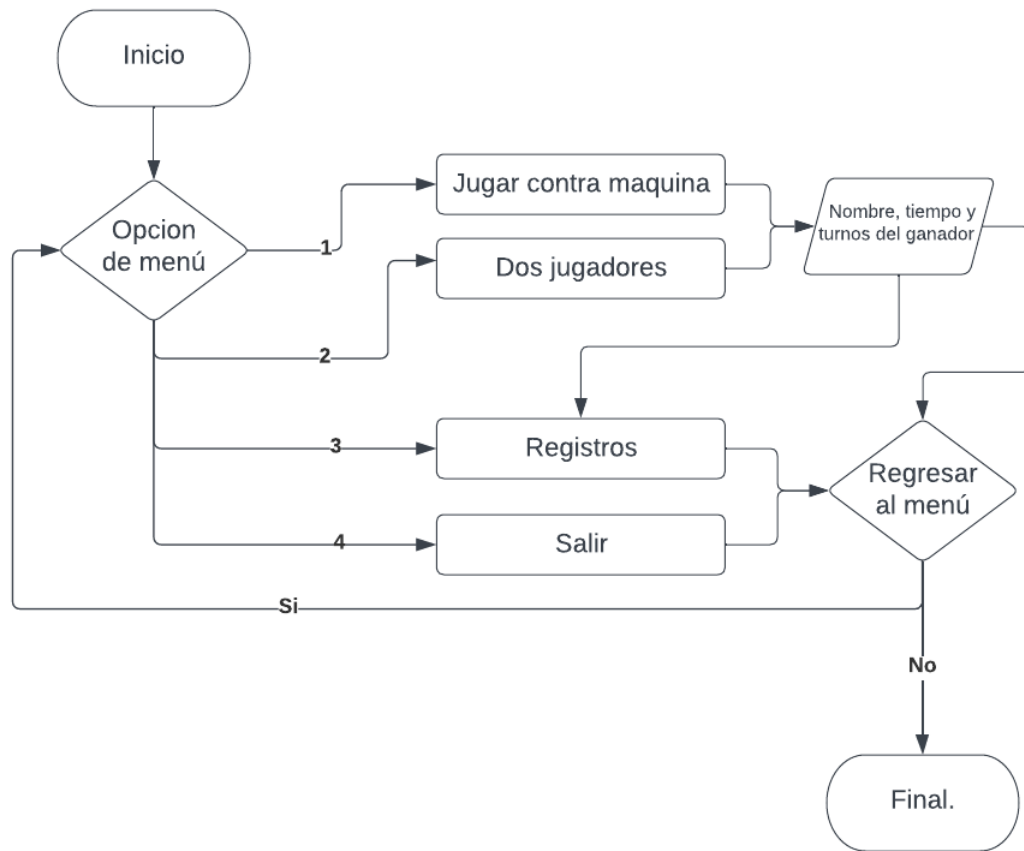 Inicio
Opcion
de menú
1
Jugar contra maquina
Nombre, tiempo y
turnos del ganador
2
Dos jugadores
3
Registros
4
Salir
Regresar
al menú
Si
No
Final.